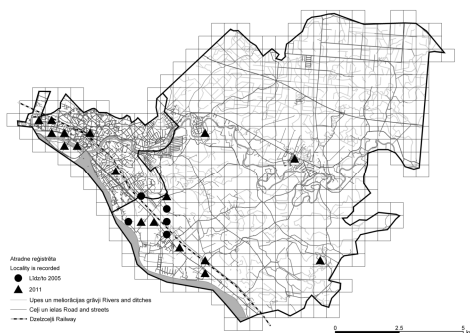 Atradne reģistrēta
Locality is recorded
Līdz/to 2005
2011
Upes un meliorācijas grāvji Rivers and ditches
Ceļi un ielas Road and streets
Dzelzceļš Railway
0 2.5 5